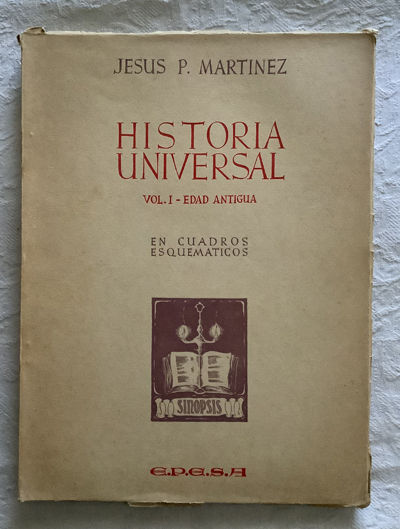 JESUS P. MARTINEZ
HISTORIA
UNIVERSAL
VOL. I - EDAD ANTIGUA
EN CUADROS
ESQUEMATICOS
SINOPSIS
E.P.E.S.A